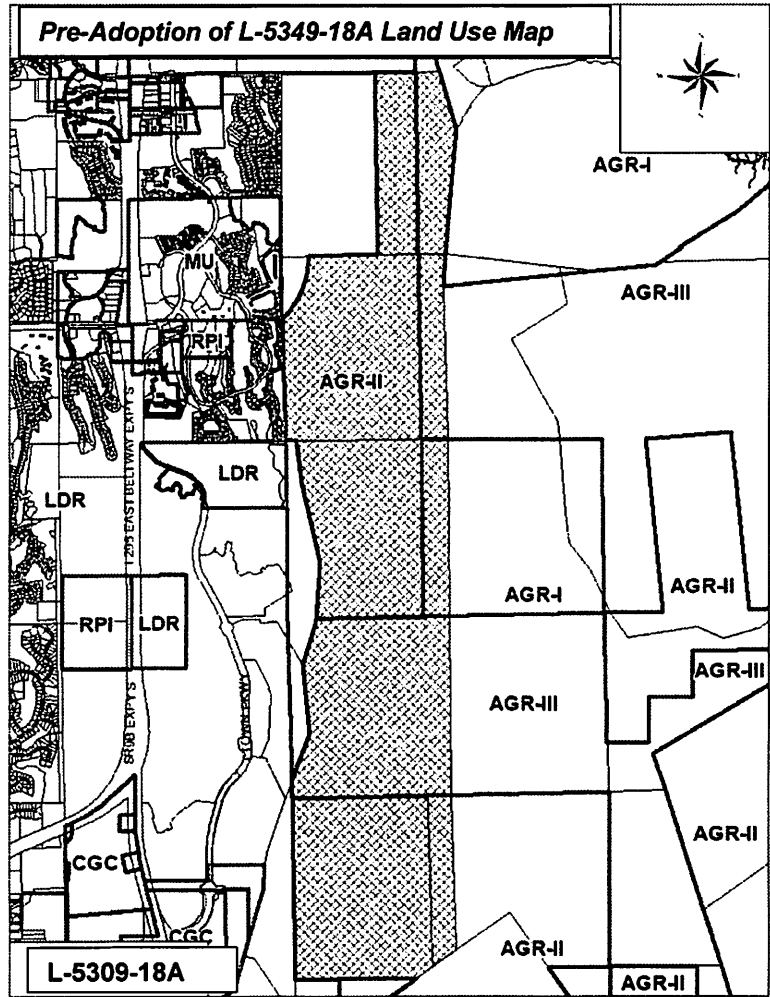 Pre-Adoption of L-5349-18A Land Use Map
AGR-I
MU
AGR-III
RPI
AGR-II
LDR
LDR
I 295 EAST BELTWAY EXPY S
AGR-I
AGR-II
RPI
LDR
AGR-III
AGR-III
SR 9B EXPY S
AGR-II
CGC
CGC
AGR-II
L-5309-18A
AGR-II